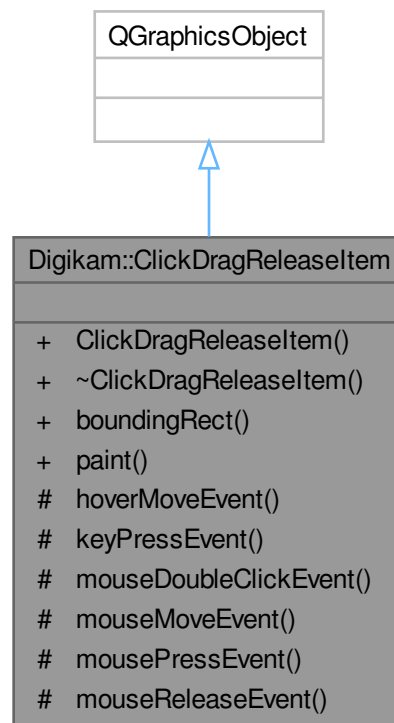 QGraphicsObject
Digikam::ClickDragReleaseItem
+ ClickDragReleaseItem()
+ ~ClickDragReleaseItem()
+ boundingRect()
+ paint()
# hoverMoveEvent()
# keyPressEvent()
# mouseDoubleClickEvent()
# mouseMoveEvent()
# mousePressEvent()
# mouseReleaseEvent()